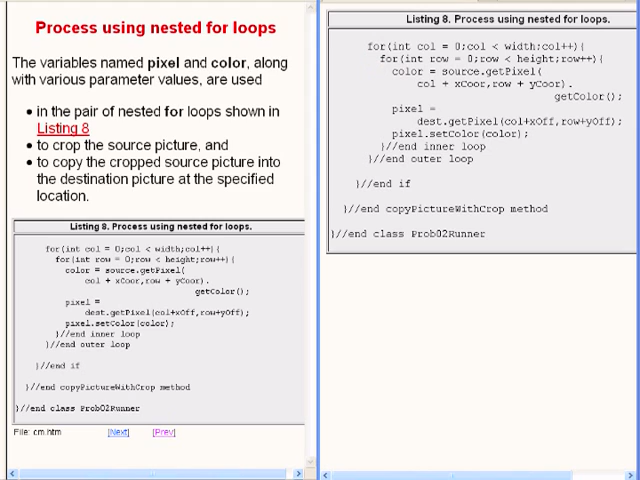 Process using nested for loops
The variables named pixel and color, along
with various parameter values, are used
• in the pair of nested for loops shown in
Listing 8
• to crop the source picture, and
• to copy the cropped source picture into
the destination picture at the specified
location.
Listing 8. Process using nested for loops.
for(int col = 0;col < width;col++){
for(int row = 0;row < height;row++){
color = source.getPixel(
col + xCoor,row + yCoor).
getColor();
pixel =
dest.getPixel(col+xOff,row+yOff);
pixel.setColor(color);
}//end inner loop
}//end outer loop
}//end if
}//end copyPictureWithCrop method
}//end class Prob02Runner
File: cm.htm [Next] [Prev]
Listing 8. Process using nested for loops.
for(int col = 0;col < width;col++){
for(int row = 0;row < height;row++){
color = source.getPixel(
col + xCoor,row + yCoor).
getColor();
pixel =
dest.getPixel(col+xOff,row+yOff);
pixel.setColor(color);
}//end inner loop
}//end outer loop
}//end if
}//end copyPictureWithCrop method
}//end class Prob02Runner